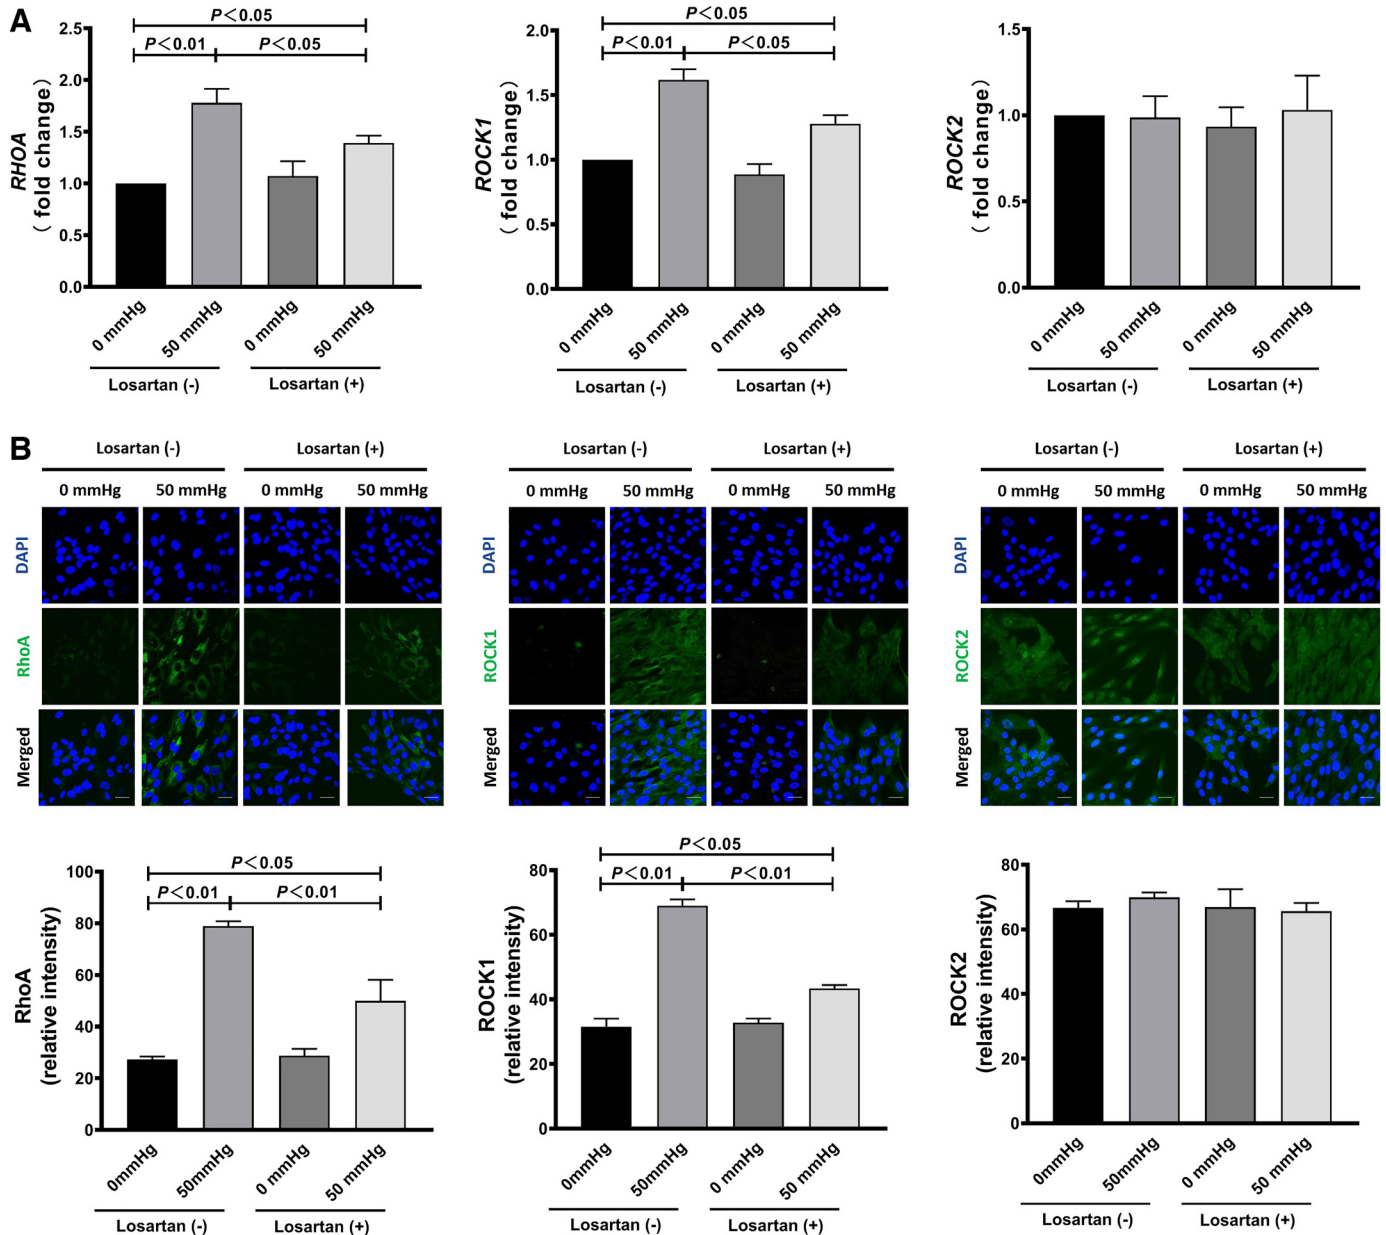 A
RHOA
( fold change)
2.5
2.0
1.5
1.0
0.5
0.0
P<0.05
P<0.01
P<0.05
0 mmHg
50 mmHg
0 mmHg
50 mmHg
Losartan (-)
Losartan (+)
ROCK1
( fold change)
2.0
1.5
1.0
0.5
0.0
P<0.05
P<0.01
P<0.05
0 mmHg
50 mmHg
0 mmHg
50 mmHg
Losartan (-)
Losartan (+)
ROCK2
( fold change)
1.5
1.0
0.5
0.0
0 mmHg
50 mmHg
0 mmHg
50 mmHg
Losartan (-)
Losartan (+)
B
Losartan (-)
Losartan (+)
0 mmHg
50 mmHg
0 mmHg
50 mmHg
DAPI
RhoA
Merged
Losartan (-)
Losartan (+)
0 mmHg
50 mmHg
0 mmHg
50 mmHg
DAPI
ROCK1
Merged
Losartan (-)
Losartan (+)
0 mmHg
50 mmHg
0 mmHg
50 mmHg
DAPI
ROCK2
Merged
RhoA
(relative intensity)
100
80
60
40
20
0
P<0.05
P<0.01
P<0.01
0mmHg
50mmHg
0 mmHg
50 mmHg
Losartan (-)
Losartan (+)
ROCK1
(relative intensity)
80
60
40
20
0
P<0.05
P<0.01
P<0.01
0mmHg
50mmHg
0 mmHg
50 mmHg
Losartan (-)
Losartan (+)
ROCK2
(relative intensity)
80
60
40
20
0
0mmHg
50mmHg
0 mmHg
50 mmHg
Losartan (-)
Losartan (+)